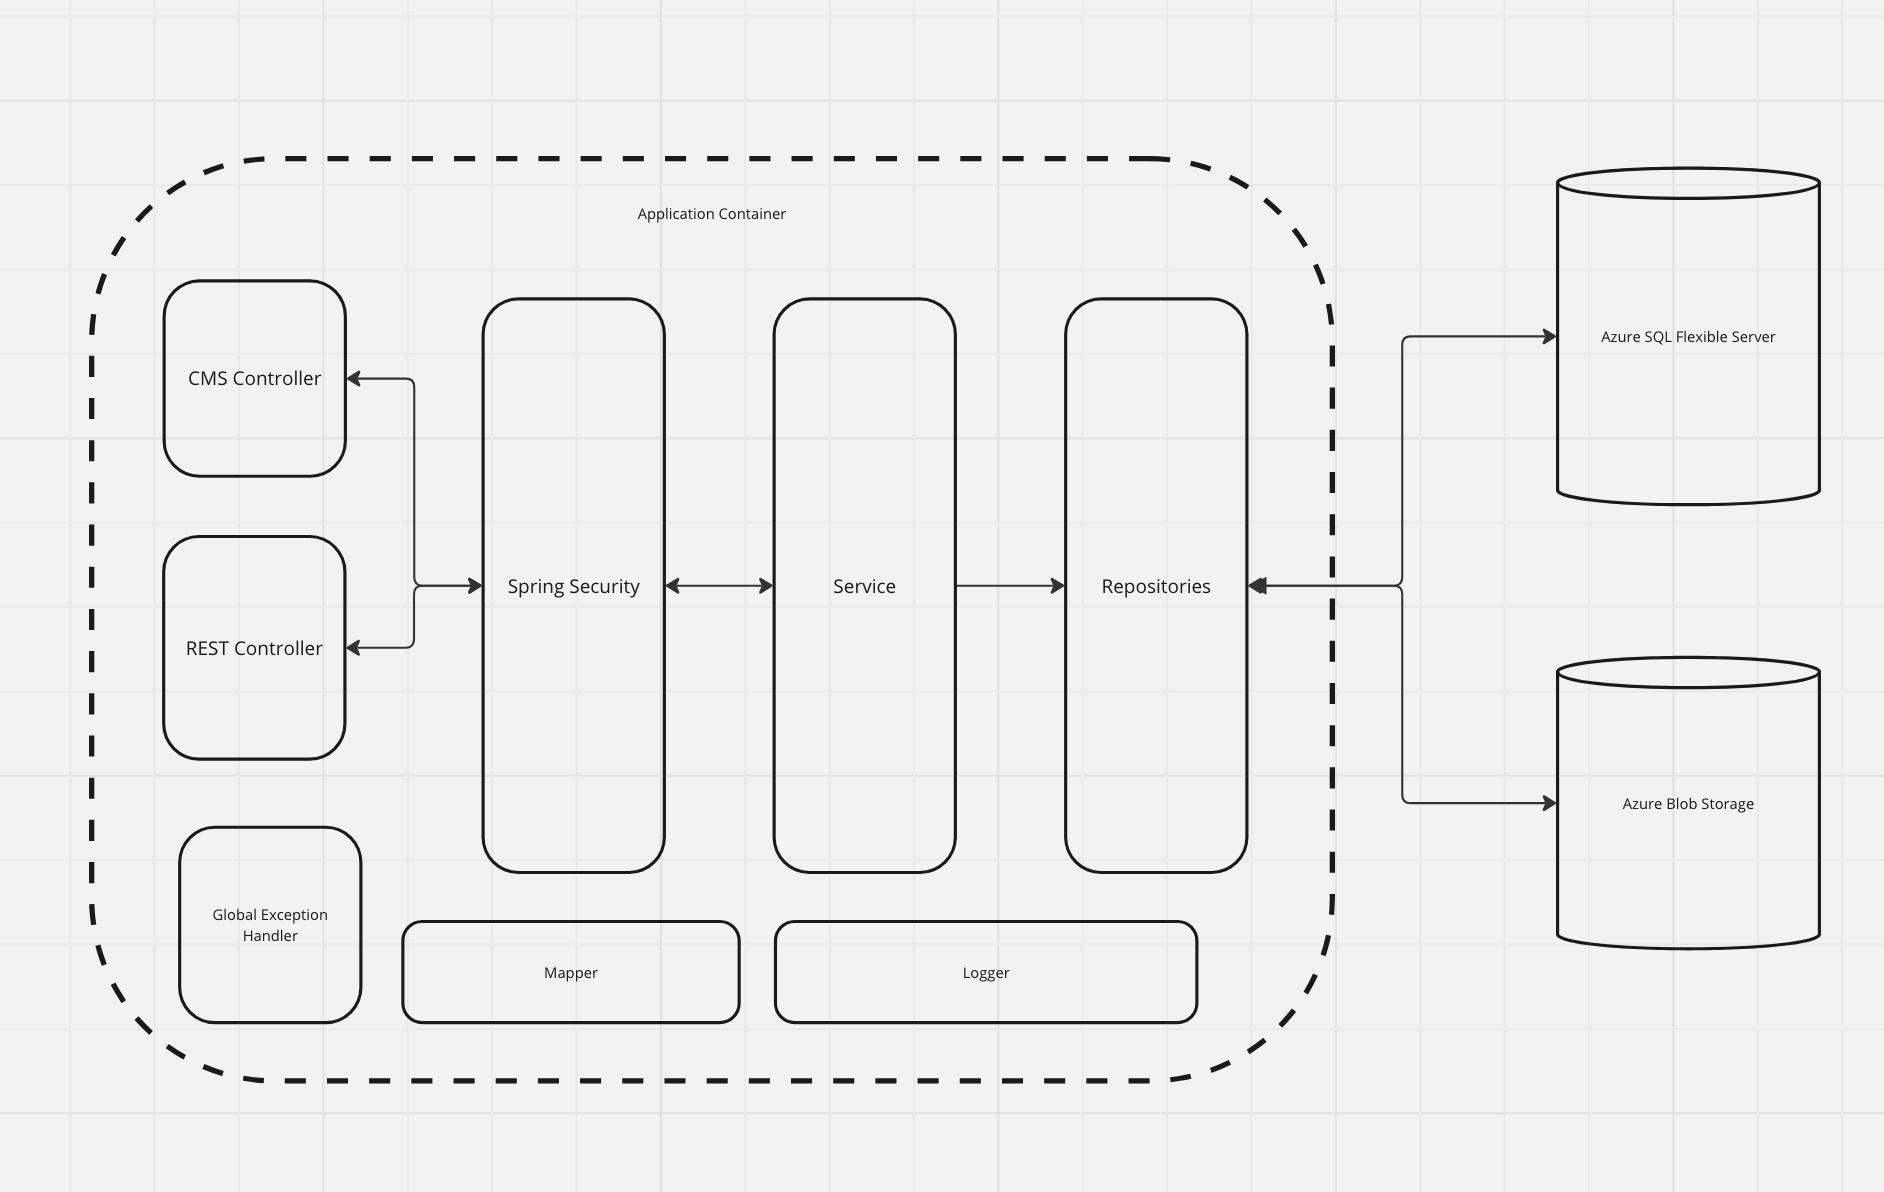 Application Container
CMS Controller
REST Controller
Spring Security
Service
Repositories
Azure SQL Flexible Server
Azure Blob Storage
Global Exception
Handler
Mapper
Logger